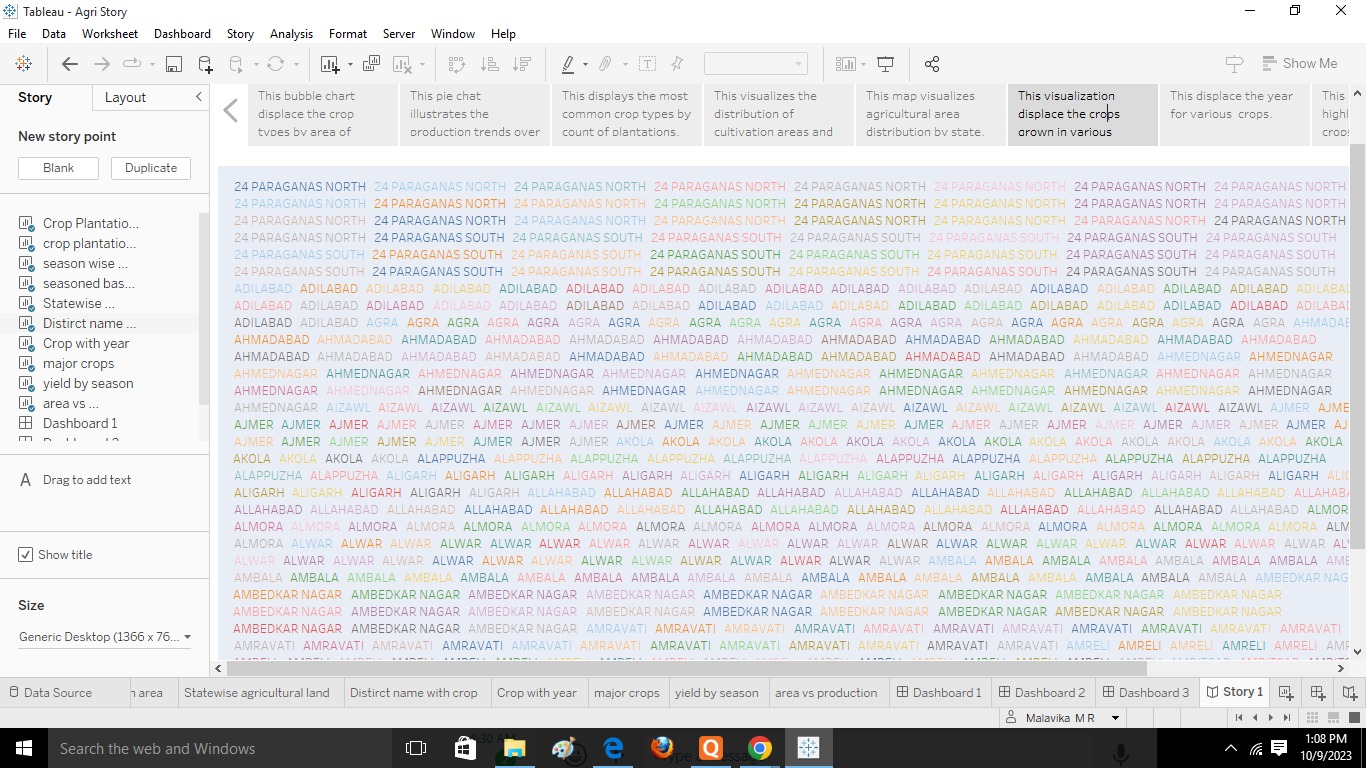 Tableau - Agri Story
File Data Worksheet Dashboard Story Analysis Format Server Window Help
Show Me
Story Layout
New story point
Blank Duplicate
Crop Plantatio...
crop plantatio...
season wise ...
seasoned bas...
Statewise ...
Distirct name ...
Crop with year
major crops
yield by season
area vs ...
Dashboard 1
A Drag to add text
Show title
Size
Generic Desktop (1366 x 76...
This bubble chart
displace the crop
types by area of
This pie chat
illustrates the
production trends over
This displays the most
common crop types by
count of plantations.
This visualizes the
distribution of
cultivation areas and
This map visualizes
agricultural area
distribution by state.
This visualization
displace the crops
grown in various
This displace the year
for various crops.
This
24 PARAGANAS NORTH 24 PARAGANAS NORTH 24 PARAGANAS NORTH 24 PARAGANAS NORTH 24 PARAGANAS NORTH 24 PARAGANAS NORTH 24 PARAGANAS NORTH 24 PARAGANAS NORTH
24 PARAGANAS NORTH 24 PARAGANAS NORTH 24 PARAGANAS NORTH 24 PARAGANAS NORTH 24 PARAGANAS NORTH 24 PARAGANAS NORTH 24 PARAGANAS NORTH 24 PARAGANAS NORTH
24 PARAGANAS NORTH 24 PARAGANAS NORTH 24 PARAGANAS NORTH 24 PARAGANAS NORTH 24 PARAGANAS NORTH 24 PARAGANAS NORTH 24 PARAGANAS NORTH 24 PARAGANAS NORTH
24 PARAGANAS NORTH 24 PARAGANAS SOUTH 24 PARAGANAS SOUTH 24 PARAGANAS SOUTH 24 PARAGANAS SOUTH 24 PARAGANAS SOUTH 24 PARAGANAS SOUTH 24 PARAGANAS SOUTH
24 PARAGANAS SOUTH 24 PARAGANAS SOUTH 24 PARAGANAS SOUTH 24 PARAGANAS SOUTH 24 PARAGANAS SOUTH 24 PARAGANAS SOUTH 24 PARAGANAS SOUTH 24 PARAGANAS SOUTH
24 PARAGANAS SOUTH 24 PARAGANAS SOUTH 24 PARAGANAS SOUTH 24 PARAGANAS SOUTH 24 PARAGANAS SOUTH 24 PARAGANAS SOUTH 24 PARAGANAS SOUTH 24 PARAGANAS SOUTH
ADILABAD ADILABAD ADILABAD ADILABAD ADILABAD ADILABAD ADILABAD ADILABAD ADILABAD ADILABAD ADILABAD ADILABAD ADILABAD ADILABAD ADILABAD ADILABAD
ADILABAD ADILABAD ADILABAD ADILABAD ADILABAD ADILABAD ADILABAD ADILABAD ADILABAD ADILABAD ADILABAD ADILABAD ADILABAD ADILABAD ADILABAD ADILABAD
ADILABAD ADILABAD AGRA AGRA AGRA AGRA AGRA AGRA AGRA AGRA AGRA AGRA AGRA AGRA AGRA AGRA AGRA AGRA AGRA AGRA AGRA AGRA AGRA
AHMADABAD AHMADABAD AHMADABAD AHMADABAD AHMADABAD AHMADABAD AHMADABAD AHMADABAD AHMADABAD AHMADABAD AHMADABAD AHMADABAD AHMADABAD
AHMADABAD AHMADABAD AHMADABAD AHMADABAD AHMADABAD AHMADABAD AHMADABAD AHMADABAD AHMADABAD AHMADABAD AHMADABAD AHMEDNAGAR AHMEDNAGAR
AHMEDNAGAR AHMEDNAGAR AHMEDNAGAR AHMEDNAGAR AHMEDNAGAR AHMEDNAGAR AHMEDNAGAR AHMEDNAGAR AHMEDNAGAR AHMEDNAGAR AHMEDNAGAR AHMEDNAGAR
AHMEDNAGAR AHMEDNAGAR AHMEDNAGAR AHMEDNAGAR AHMEDNAGAR AHMEDNAGAR AHMEDNAGAR AHMEDNAGAR AHMEDNAGAR AHMEDNAGAR AHMEDNAGAR AHMEDNAGAR
AHMEDNAGAR AIZAWL AIZAWL AIZAWL AIZAWL AIZAWL AIZAWL AIZAWL AIZAWL AIZAWL AIZAWL AIZAWL AIZAWL AIZAWL AIZAWL AIZAWL AIZAWL AIZAWL AIZAWL AIZAWL
AJMER AJMER AJMER AJMER AJMER AJMER AJMER AJMER AJMER AJMER AJMER AJMER AJMER AJMER AJMER AJMER AJMER AJMER AJMER AJMER AJMER AJMER
AJMER AJMER AJMER AJMER AJMER AJMER AJMER AJMER AKOLA AKOLA AKOLA AKOLA AKOLA AKOLA AKOLA AKOLA AKOLA AKOLA AKOLA AKOLA AKOLA AKOLA AKOLA AKOLA
AKOLA AKOLA AKOLA AKOLA ALAPPUZHA ALAPPUZHA ALAPPUZHA ALAPPUZHA ALAPPUZHA ALAPPUZHA ALAPPUZHA ALAPPUZHA ALAPPUZHA ALAPPUZHA ALAPPUZHA ALAPPUZHA
ALAPPUZHA ALAPPUZHA ALIGARH ALIGARH ALIGARH ALIGARH ALIGARH ALIGARH ALIGARH ALIGARH ALIGARH ALIGARH ALIGARH ALIGARH ALIGARH ALIGARH ALIGARH
ALIGARH ALIGARH ALIGARH ALIGARH ALIGARH ALLAHABAD ALLAHABAD ALLAHABAD ALLAHABAD ALLAHABAD ALLAHABAD ALLAHABAD ALLAHABAD ALLAHABAD ALLAHABAD
ALLAHABAD ALLAHABAD ALLAHABAD ALLAHABAD ALLAHABAD ALLAHABAD ALLAHABAD ALLAHABAD ALLAHABAD ALLAHABAD ALLAHABAD ALLAHABAD ALLAHABAD ALMORA
ALMORA ALMORA ALMORA ALMORA ALMORA ALMORA ALMORA ALMORA ALMORA ALMORA ALMORA ALMORA ALMORA ALMORA ALMORA ALMORA ALMORA ALMORA ALMORA
ALMORA ALWAR ALWAR ALWAR ALWAR ALWAR ALWAR ALWAR ALWAR ALWAR ALWAR ALWAR ALWAR ALWAR ALWAR ALWAR ALWAR ALWAR ALWAR ALWAR ALWAR ALWAR
ALWAR ALWAR ALWAR ALWAR ALWAR ALWAR ALWAR ALWAR ALWAR ALWAR ALWAR ALWAR ALWAR ALWAR ALWAR AMBALA AMBALA AMBALA AMBALA AMBALA AMBALA
AMBALA AMBALA AMBALA AMBALA AMBALA AMBALA AMBALA AMBALA AMBALA AMBALA AMBALA AMBALA AMBALA AMBALA AMBALA AMBALA AMBALA AMBALA
AMBEDKAR NAGAR AMBEDKAR NAGAR AMBEDKAR NAGAR AMBEDKAR NAGAR AMBEDKAR NAGAR AMBEDKAR NAGAR AMBEDKAR NAGAR AMBEDKAR NAGAR AMBEDKAR NAGAR
AMBEDKAR NAGAR AMBEDKAR NAGAR AMBEDKAR NAGAR AMBEDKAR NAGAR AMBEDKAR NAGAR AMBEDKAR NAGAR AMBEDKAR NAGAR AMBEDKAR NAGAR AMBEDKAR NAGAR
AMBEDKAR NAGAR AMBEDKAR NAGAR AMBEDKAR NAGAR AMRAVATI AMRAVATI AMRAVATI AMRAVATI AMRAVATI AMRAVATI AMRAVATI AMRAVATI AMRAVATI AMRAVATI AMRAVATI
AMRAVATI AMRAVATI AMRAVATI AMRAVATI AMRAVATI AMRAVATI AMRAVATI AMRAVATI AMRAVATI AMRAVATI AMRAVATI AMRAVATI AMRELI AMRELI AMRELI AMRELI AMRELI
Data Source n area Statewise agricultural land Distirct name with crop Crop with year major crops yield by season area vs production Dashboard 1 Dashboard 2 Dashboard 3 Story 1
Malavika M R
Search the web and Windows
1:08 PM
10/9/2023